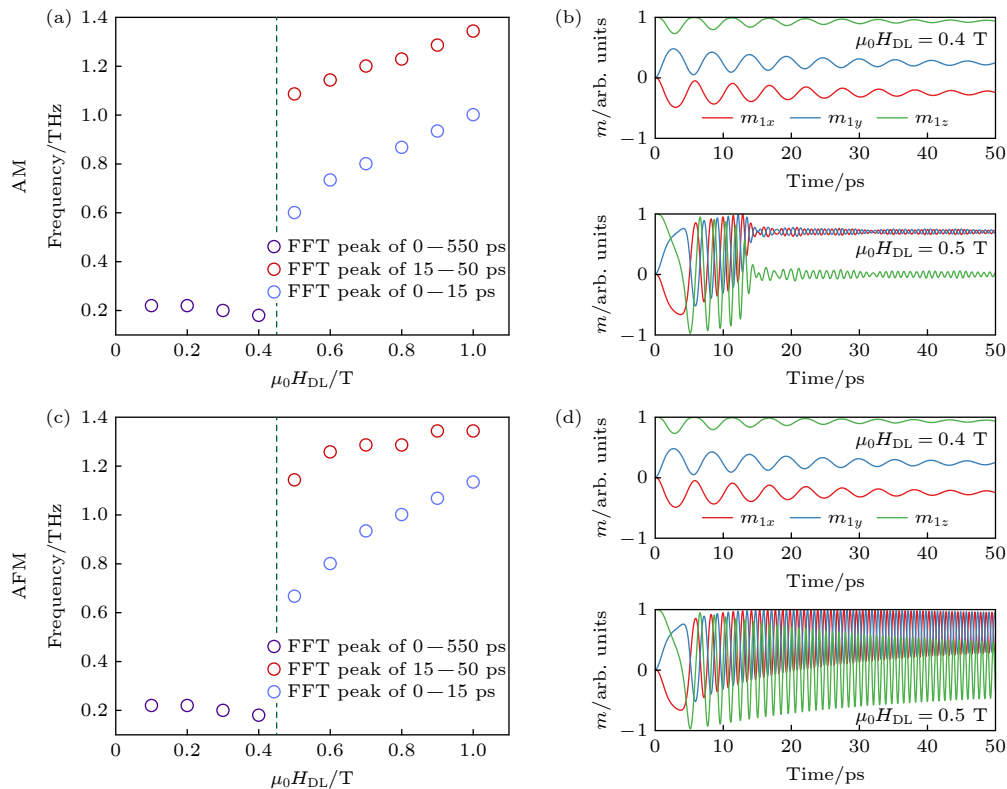 (a)
AM
Frequency/THz
1.4
1.2
1.0
0.8
0.6
0.4
0.2
FFT peak of 0−550 ps
FFT peak of 15−50 ps
FFT peak of 0−15 ps
0 0.2 0.4 0.6 0.8 1.0
μ₀H_DL/T
(b)
m/arb. units
1
0
−1
μ₀H_DL = 0.4 T
m₁ₓ m₁y m₁z
0 10 20 30 40 50
Time/ps
m/arb. units
1
0
−1
μ₀H_DL = 0.5 T
0 10 20 30 40 50
Time/ps
(c)
AFM
Frequency/THz
1.4
1.2
1.0
0.8
0.6
0.4
0.2
FFT peak of 0−550 ps
FFT peak of 15−50 ps
FFT peak of 0−15 ps
0 0.2 0.4 0.6 0.8 1.0
μ₀H_DL/T
(d)
m/arb. units
1
0
−1
μ₀H_DL = 0.4 T
m₁ₓ m₁y m₁z
0 10 20 30 40 50
Time/ps
m/arb. units
1
0
−1
μ₀H_DL = 0.5 T
0 10 20 30 40 50
Time/ps